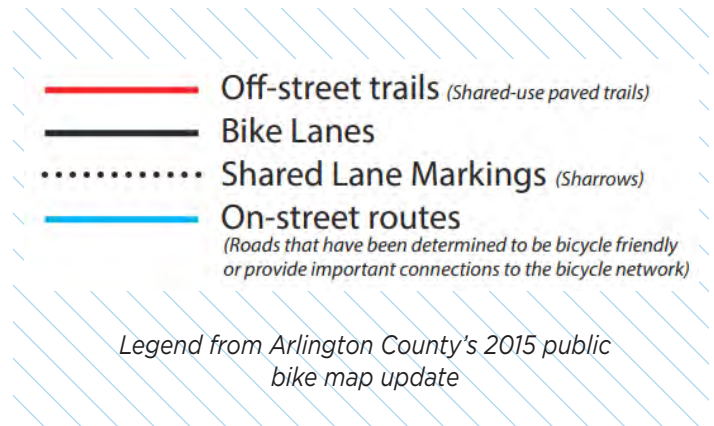 Off-street trails (Shared-use paved trails)
Bike Lanes
Shared Lane Markings (Sharrows)
On-street routes
(Roads that have been determined to be bicycle friendly
or provide important connections to the bicycle network)
Legend from Arlington County’s 2015 public
bike map update